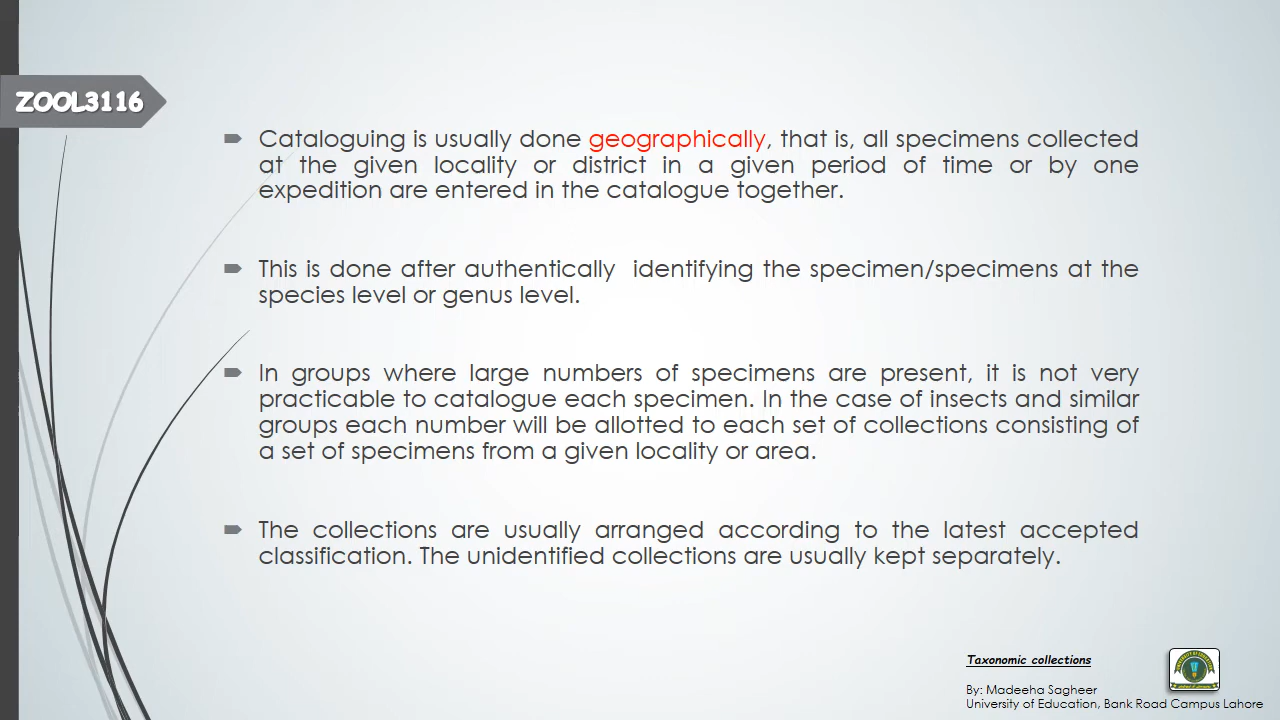 ZOOL3116
Cataloguing is usually done geographically, that is, all specimens collected
at the given locality or district in a given period of time or by one
expedition are entered in the catalogue together.
This is done after authentically  identifying the specimen/specimens at the
species level or genus level.
In groups where large numbers of specimens are present, it is not very
practicable to catalogue each specimen. In the case of insects and similar
groups each number will be allotted to each set of collections consisting of
a set of specimens from a given locality or area.
The collections are usually arranged according to the latest accepted
classification. The unidentified collections are usually kept separately.
Taxonomic collections
By: Madeeha Sagheer
University of Education, Bank Road Campus Lahore